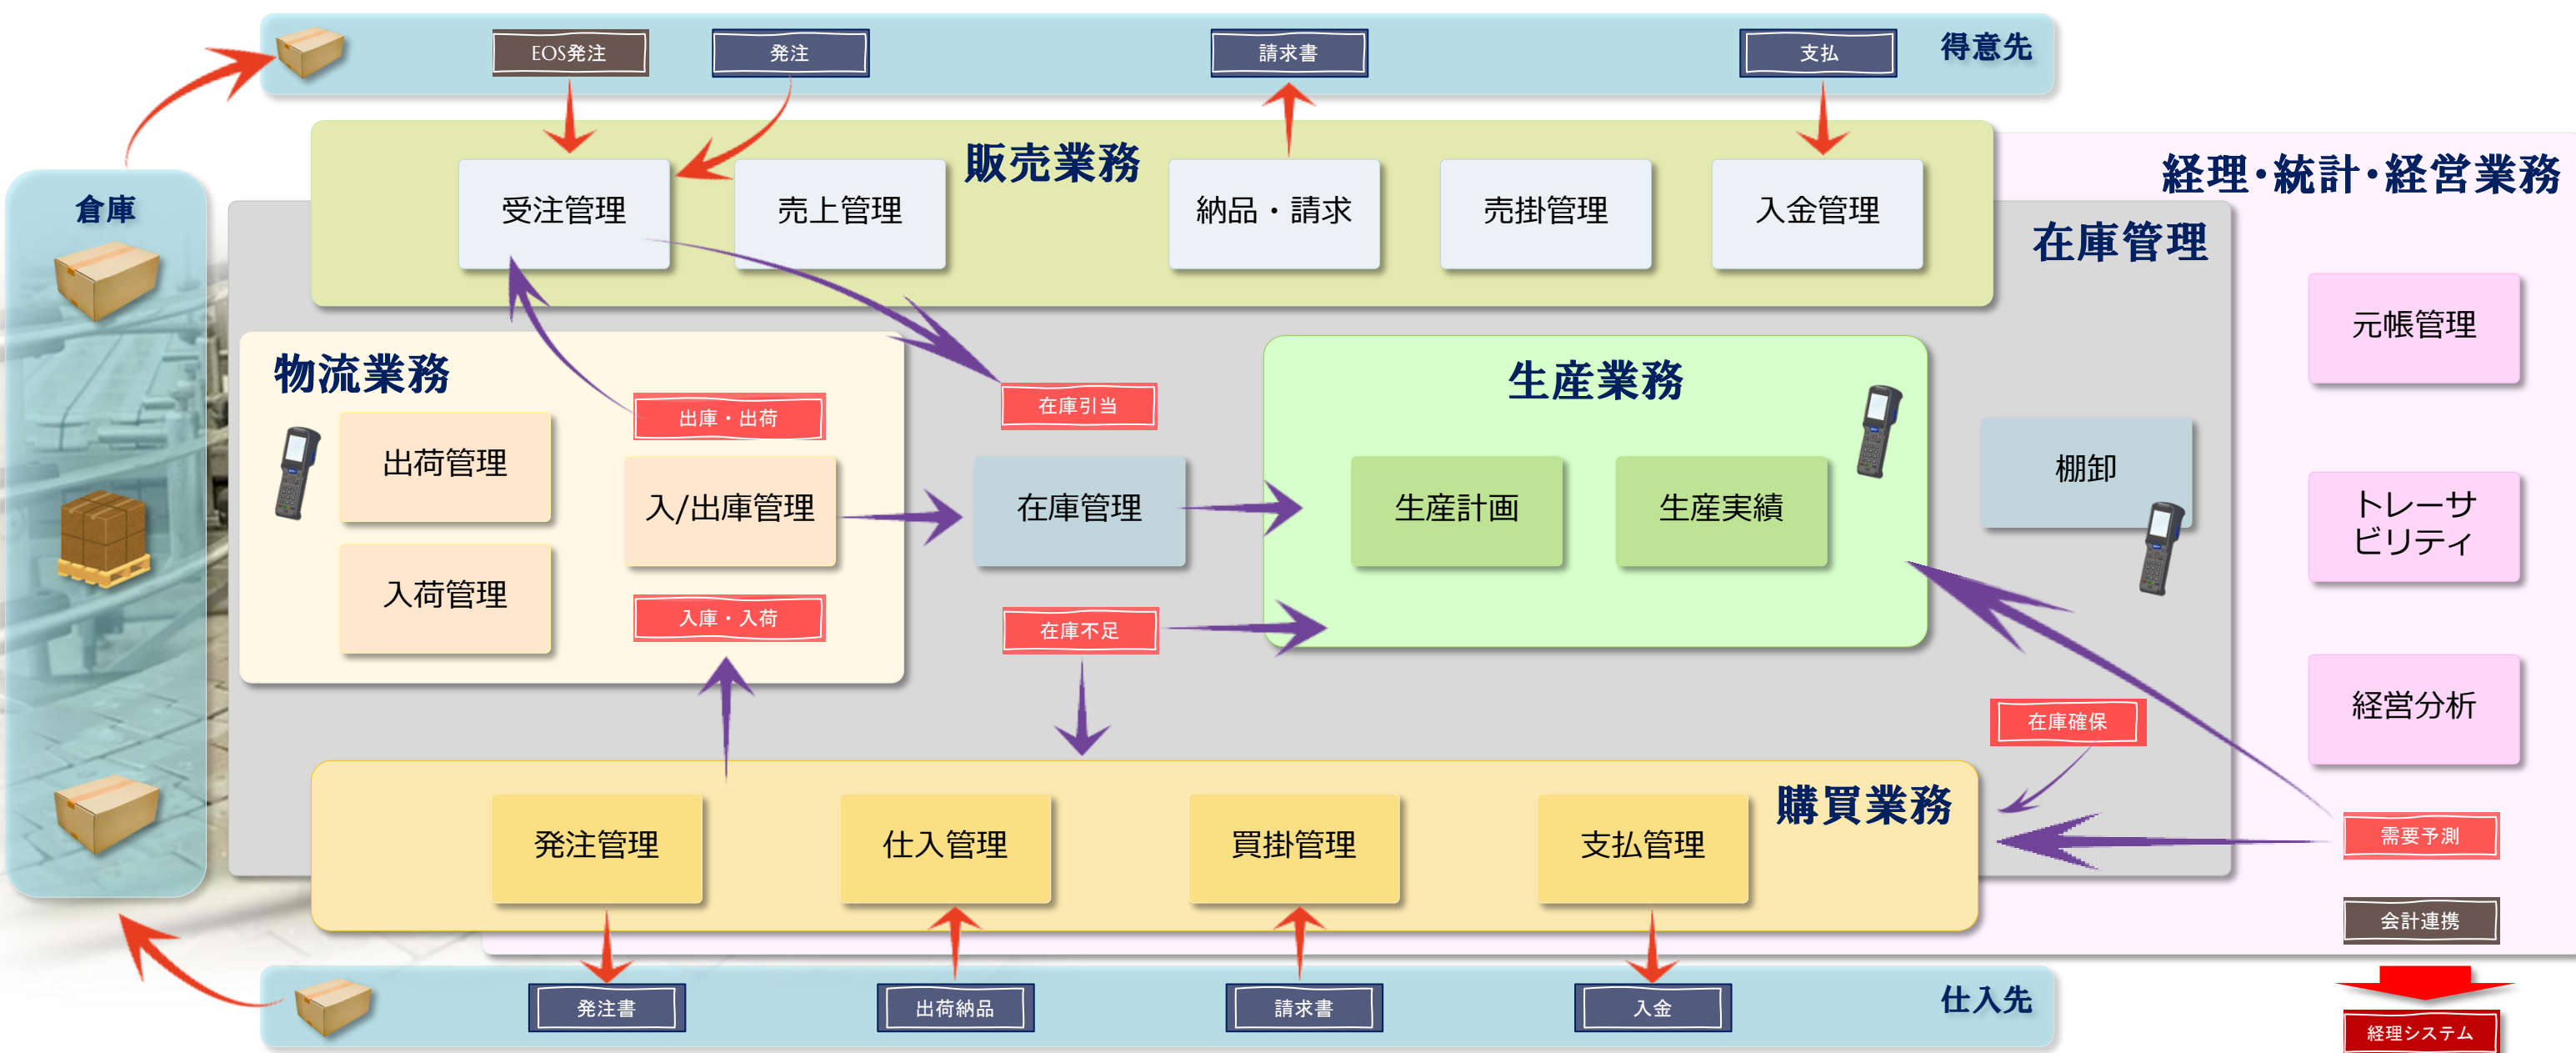 EOS発注
発注
請求書
支払
得意先
販売業務
受注管理
売上管理
納品・請求
売掛管理
入金管理
経理・統計・経営業務
倉庫
在庫管理
物流業務
出荷管理
入荷管理
出庫・出荷
入/出庫管理
入庫・入荷
在庫引当
在庫管理
在庫不足
生産業務
生産計画
生産実績
棚卸
元帳管理
トレーサ
ビリティ
経営分析
在庫確保
需要予測
会計連携
経理システム
購買業務
発注管理
仕入管理
買掛管理
支払管理
発注書
出荷納品
請求書
入金
仕入先